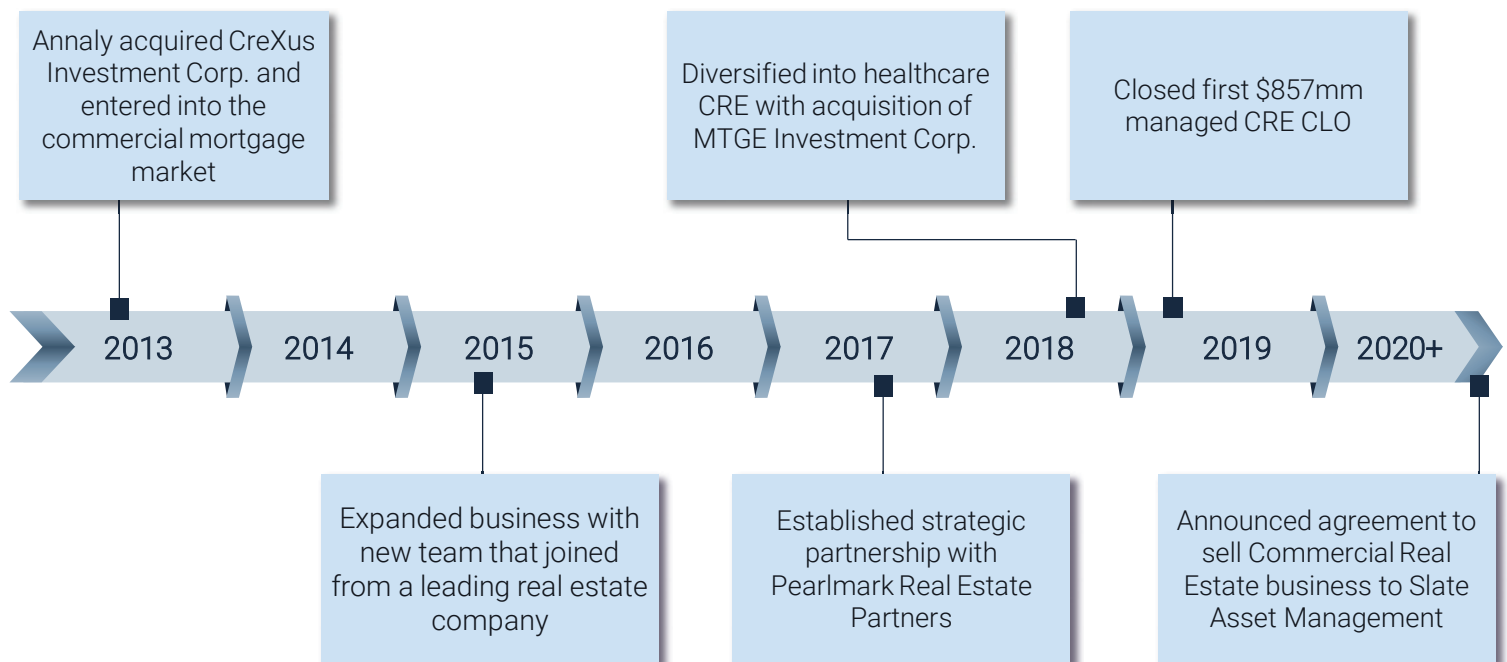 Annaly acquired CreXus
Investment Corp. and
entered into the
commercial mortgage
market
Diversified into healthcare
CRE with acquisition of
MTGE Investment Corp.
Closed first $857mm
managed CRE CLO
2013
2014
2015
2016
2017
2018
2019
2020+
Expanded business with
new team that joined
from a leading real estate
company
Established strategic
partnership with
Pearlmark Real Estate
Partners
Announced agreement to
sell Commercial Real
Estate business to Slate
Asset Management